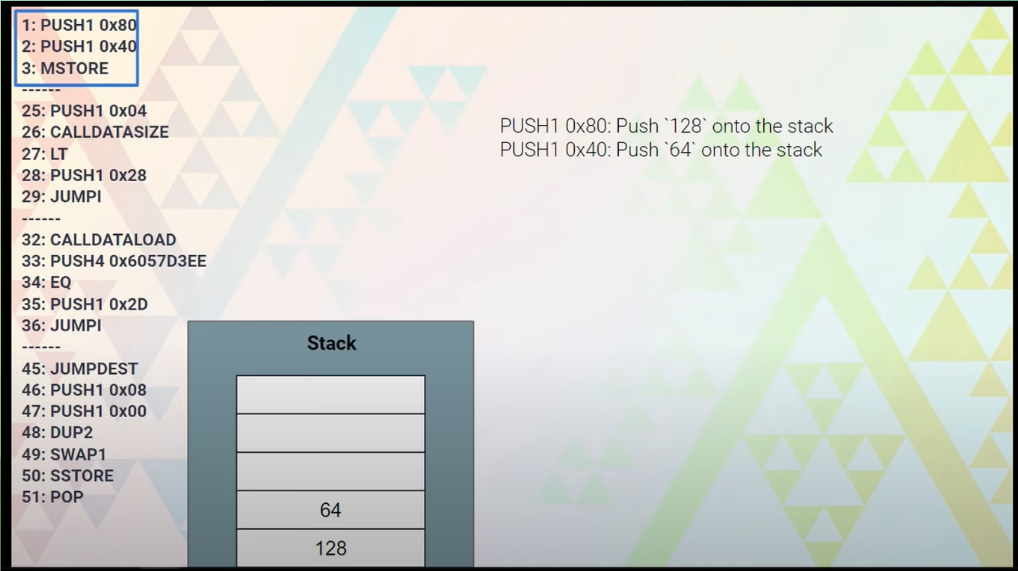 1: PUSH1 0x80
2: PUSH1 0x40
3: MSTORE
------
25: PUSH1 0x04
26: CALLDATASIZE
27: LT
28: PUSH1 0x28
29: JUMPI
------
32: CALLDATALOAD
33: PUSH4 0x6057D3EE
34: EQ
35: PUSH1 0x2D
36: JUMPI
------
45: JUMPDEST
46: PUSH1 0x08
47: PUSH1 0x00
48: DUP2
49: SWAP1
50: SSTORE
51: POP
PUSH1 0x80: Push `128` onto the stack
PUSH1 0x40: Push `64` onto the stack
Stack
64
128